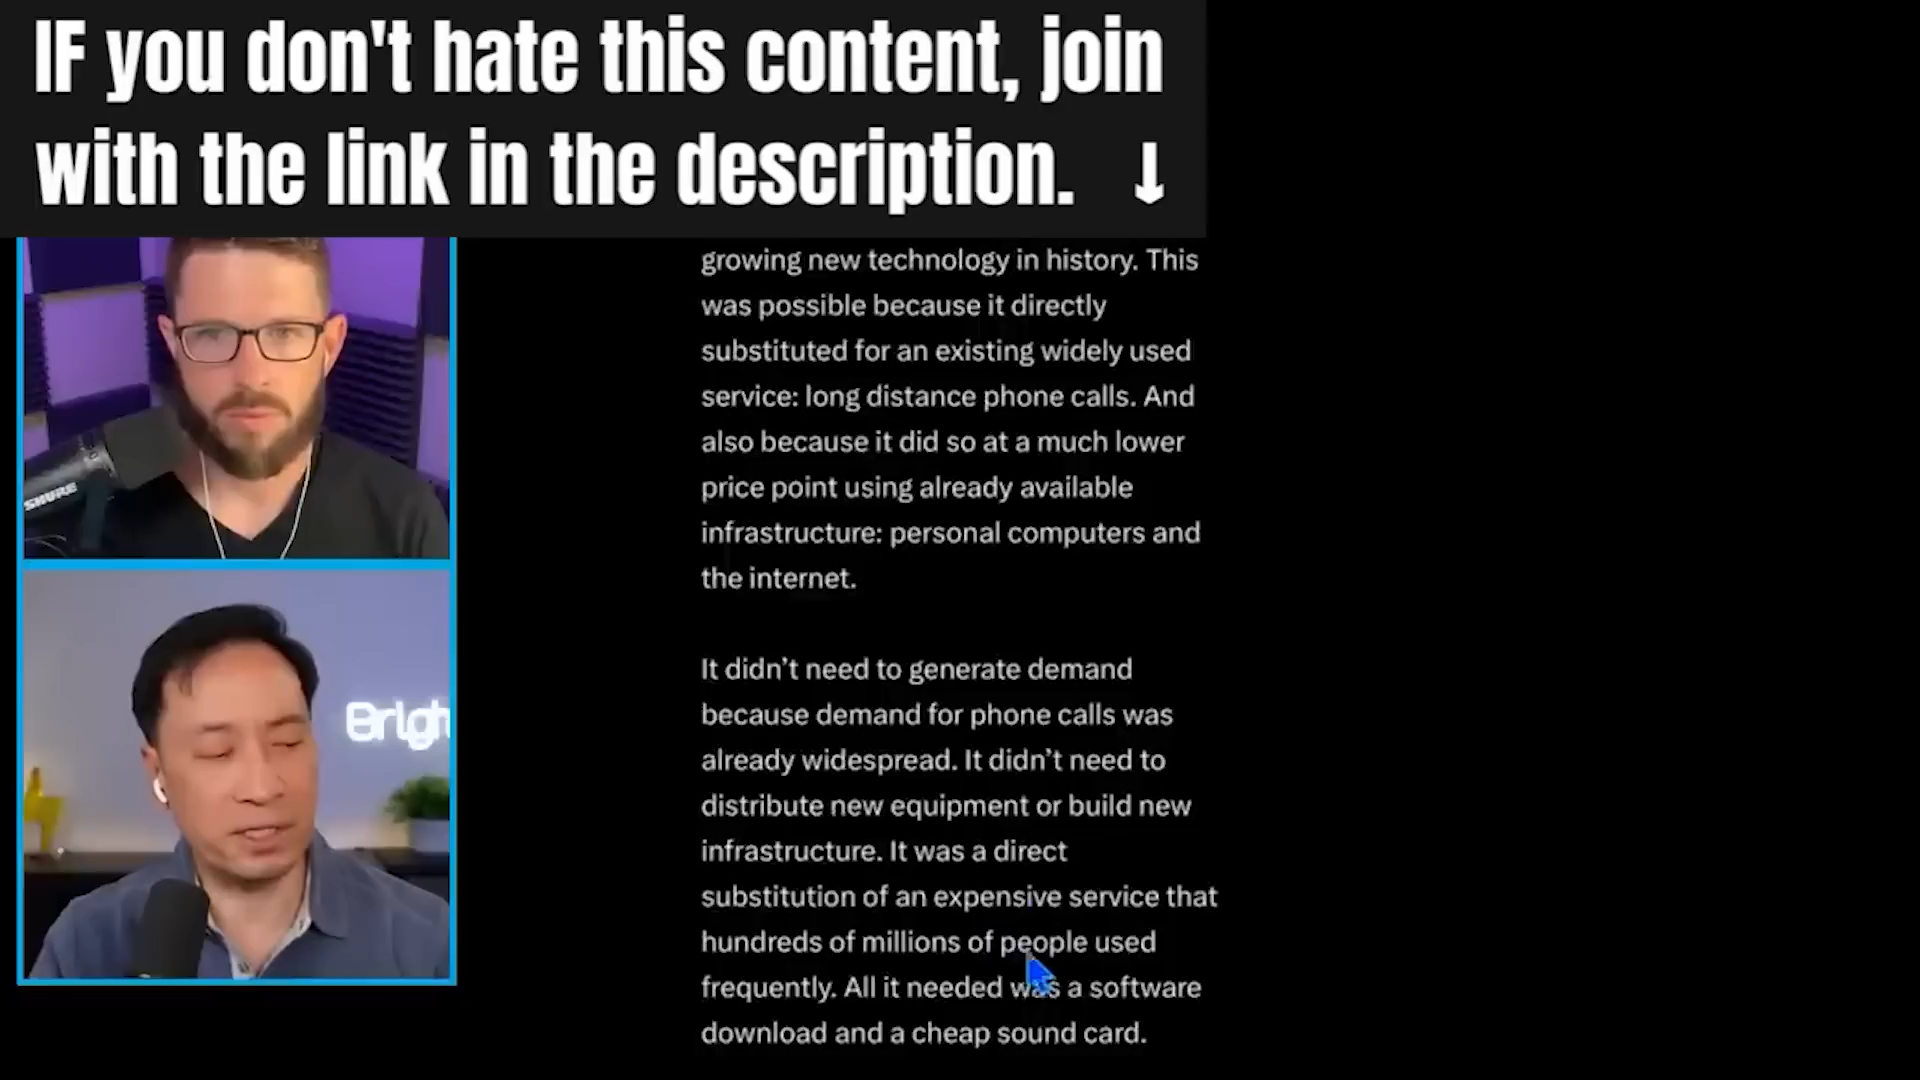 IF you don't hate this content, join
with the link in the description. ↓
growing new technology in history. This
was possible because it directly
substituted for an existing widely used
service: long distance phone calls. And
also because it did so at a much lower
price point using already available
infrastructure: personal computers and
the internet.
SHURE
Brigh
It didn’t need to generate demand
because demand for phone calls was
already widespread. It didn’t need to
distribute new equipment or build new
infrastructure. It was a direct
substitution of an expensive service that
hundreds of millions of people used
frequently. All it needed was a software
download and a cheap sound card.